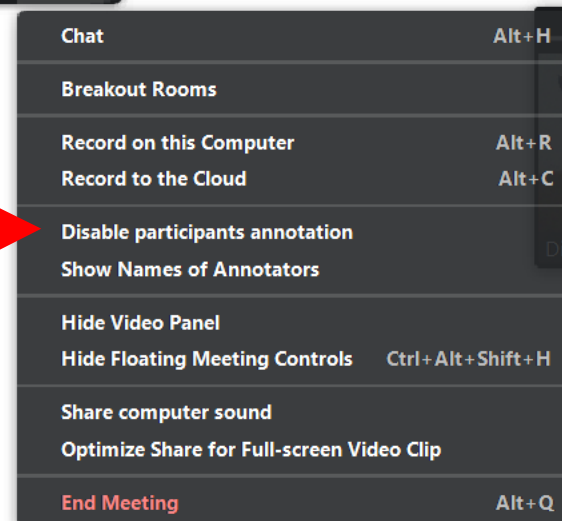 Chat Alt+H
Breakout Rooms
Record on this Computer Alt+R
Record to the Cloud Alt+C
Disable participants annotation
Show Names of Annotators
Hide Video Panel
Hide Floating Meeting Controls Ctrl+Alt+Shift+H
Share computer sound
Optimize Share for Full-screen Video Clip
End Meeting Alt+Q